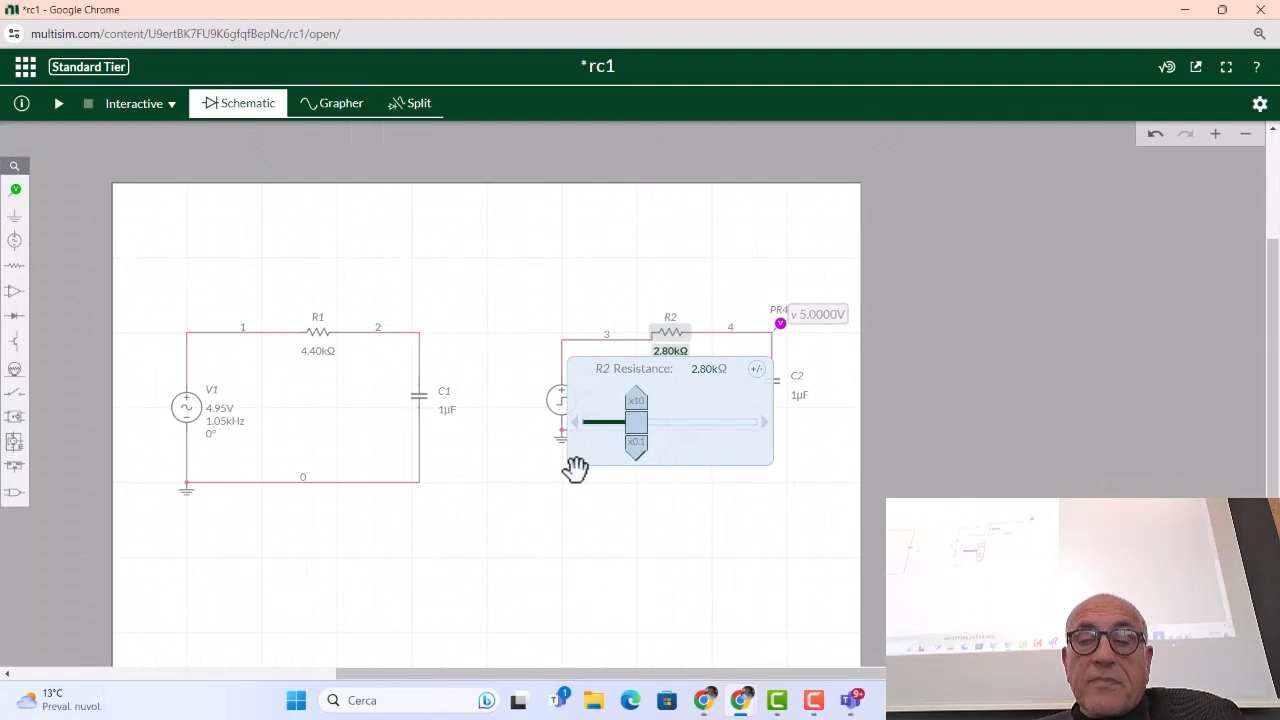 *rc1 - Google Chrome
multisim.com/content/U9ertBK7FU9K6gfqfBepNc/rc1/open/
Standard Tier
*rc1
?
Interactive
Schematic
Grapher
Split
R1
1
2
4.40kΩ
V1
4.95V
1.05kHz
0°
C1
1µF
0
R2
3
4
2.80kΩ
PR4
V
v 5.0000V
C2
1µF
R2 Resistance: 2.80kΩ
+/-
x10
x0.1
13°C
Preval. nuvol.
Cerca
1
9+